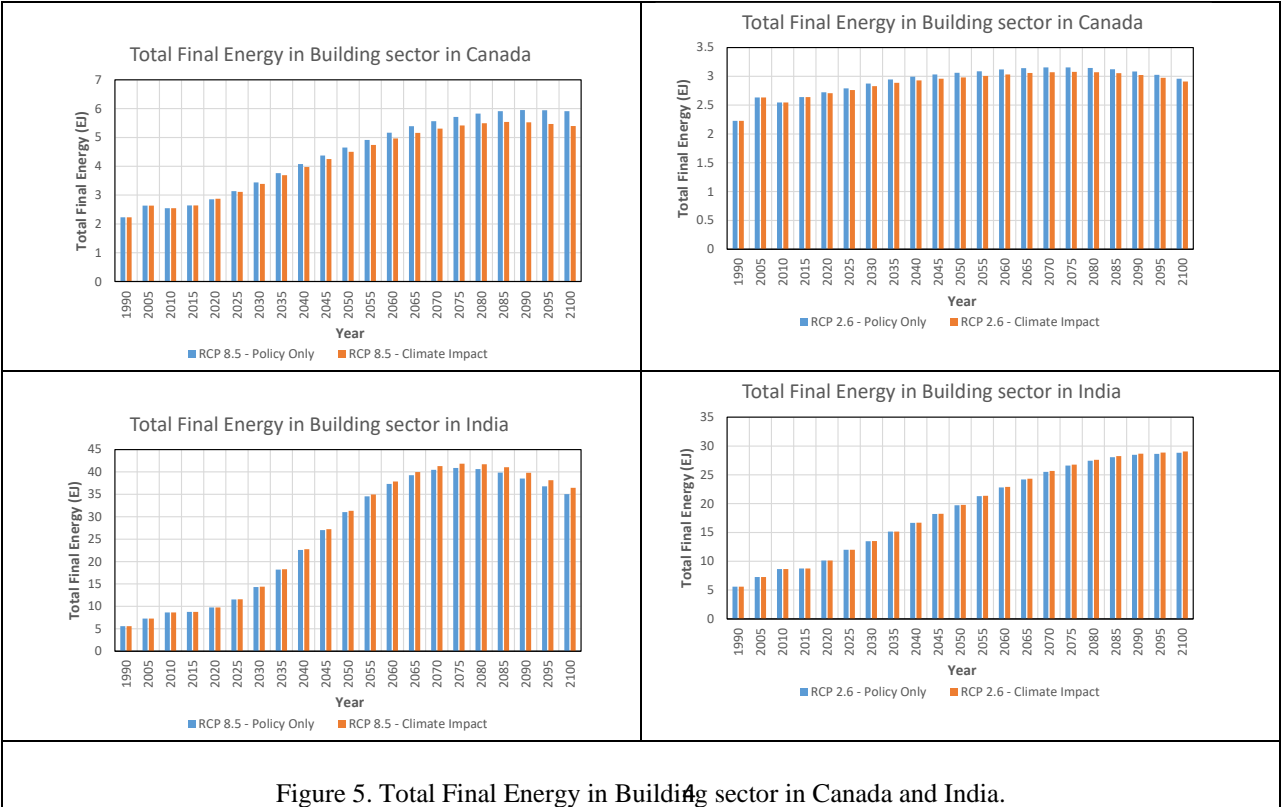 Total Final Energy in Building sector in Canada
Total Final Energy (EJ)
7
6
5
4
3
2
1
0
1990 2005 2010 2015 2020 2025 2030 2035 2040 2045 2050 2055 2060 2065 2070 2075 2080 2085 2090 2095 2100
Year
RCP 8.5 - Policy Only RCP 8.5 - Climate Impact
Total Final Energy in Building sector in Canada
Total Final Energy (EJ)
3.5
3
2.5
2
1.5
1
0.5
0
1990 2005 2010 2015 2020 2025 2030 2035 2040 2045 2050 2055 2060 2065 2070 2075 2080 2085 2090 2095 2100
Year
RCP 2.6 - Policy Only RCP 2.6 - Climate Impact
Total Final Energy in Building sector in India
Total Final Energy (EJ)
45
40
35
30
25
20
15
10
5
0
1990 2005 2010 2015 2020 2025 2030 2035 2040 2045 2050 2055 2060 2065 2070 2075 2080 2085 2090 2095 2100
Year
RCP 8.5 - Policy Only RCP 8.5 - Climate Impact
Total Final Energy in Building sector in India
Total Final Energy (EJ)
35
30
25
20
15
10
5
0
1990 2005 2010 2015 2020 2025 2030 2035 2040 2045 2050 2055 2060 2065 2070 2075 2080 2085 2090 2095 2100
Year
RCP 2.6 - Policy Only RCP 2.6 - Climate Impact
Figure 5. Total Final Energy in Building sector in Canada and India.
4